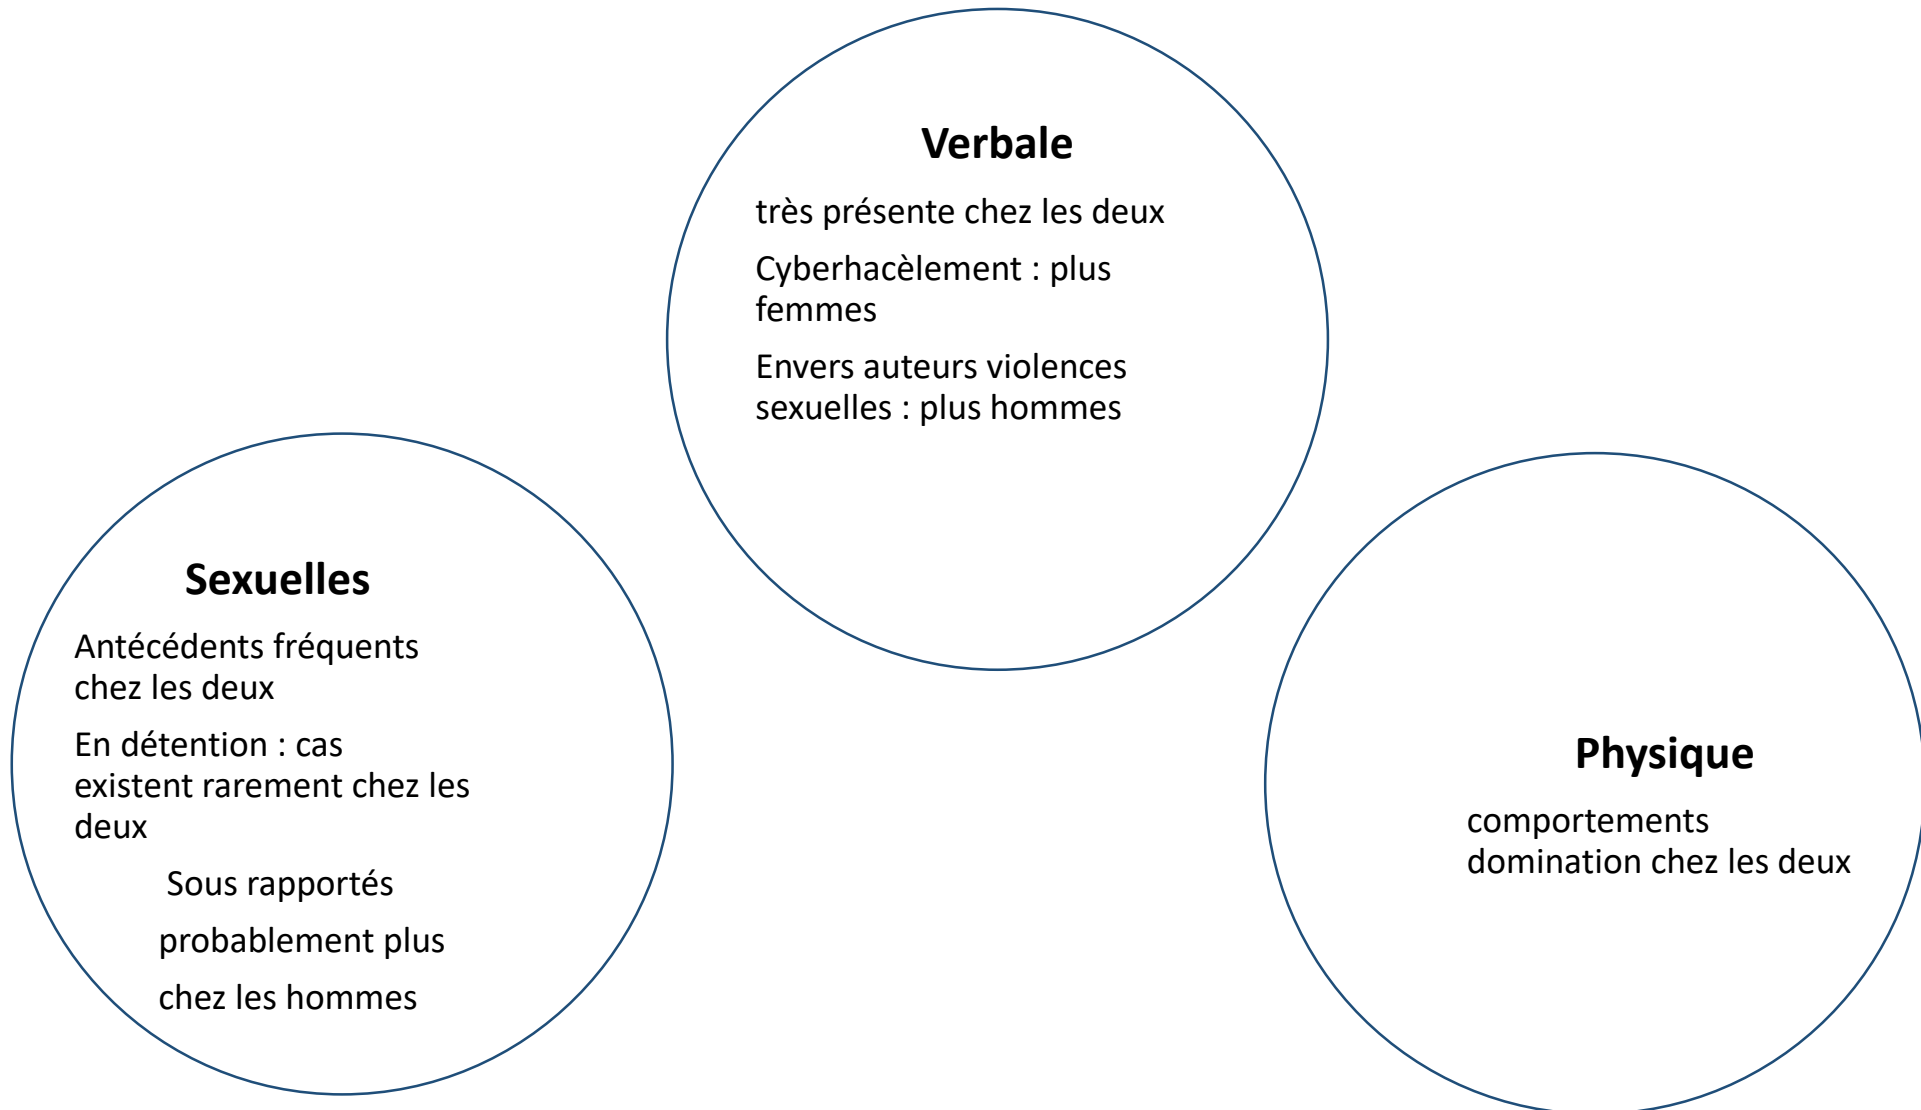 Verbale
très présente chez les deux
Cyberhacèlement : plus
femmes
Envers auteurs violences
sexuelles : plus hommes
Sexuelles
Antécédents fréquents
chez les deux
En détention : cas
existent rarement chez les
deux
Sous rapportés
probablement plus
chez les hommes
Physique
comportements
domination chez les deux